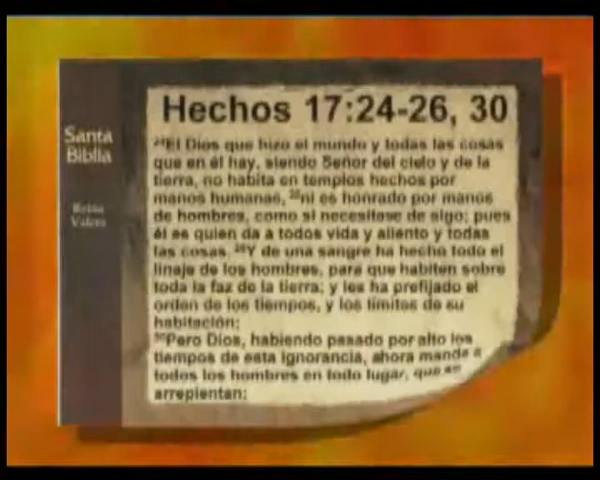 Hechos 17:24-26, 30
Santa
Biblia
Reina
Valera
²⁴El Dios que hizo el mundo y todas las cosas
que en él hay, siendo Señor del cielo y de la
tierra, no habita en templos hechos por
manos humanas, ²⁵ni es honrado por manos
de hombres, como si necesitase de algo; pues
él es quien da a todos vida y aliento y todas
las cosas. ²⁶Y de una sangre ha hecho todo el
linaje de los hombres, para que habiten sobre
toda la faz de la tierra; y les ha prefijado el
orden de los tiempos, y los límites de su
habitación;
³⁰Pero Dios, habiendo pasado por alto los
tiempos de esta ignorancia, ahora manda a
todos los hombres en todo lugar, que se
arrepientan;